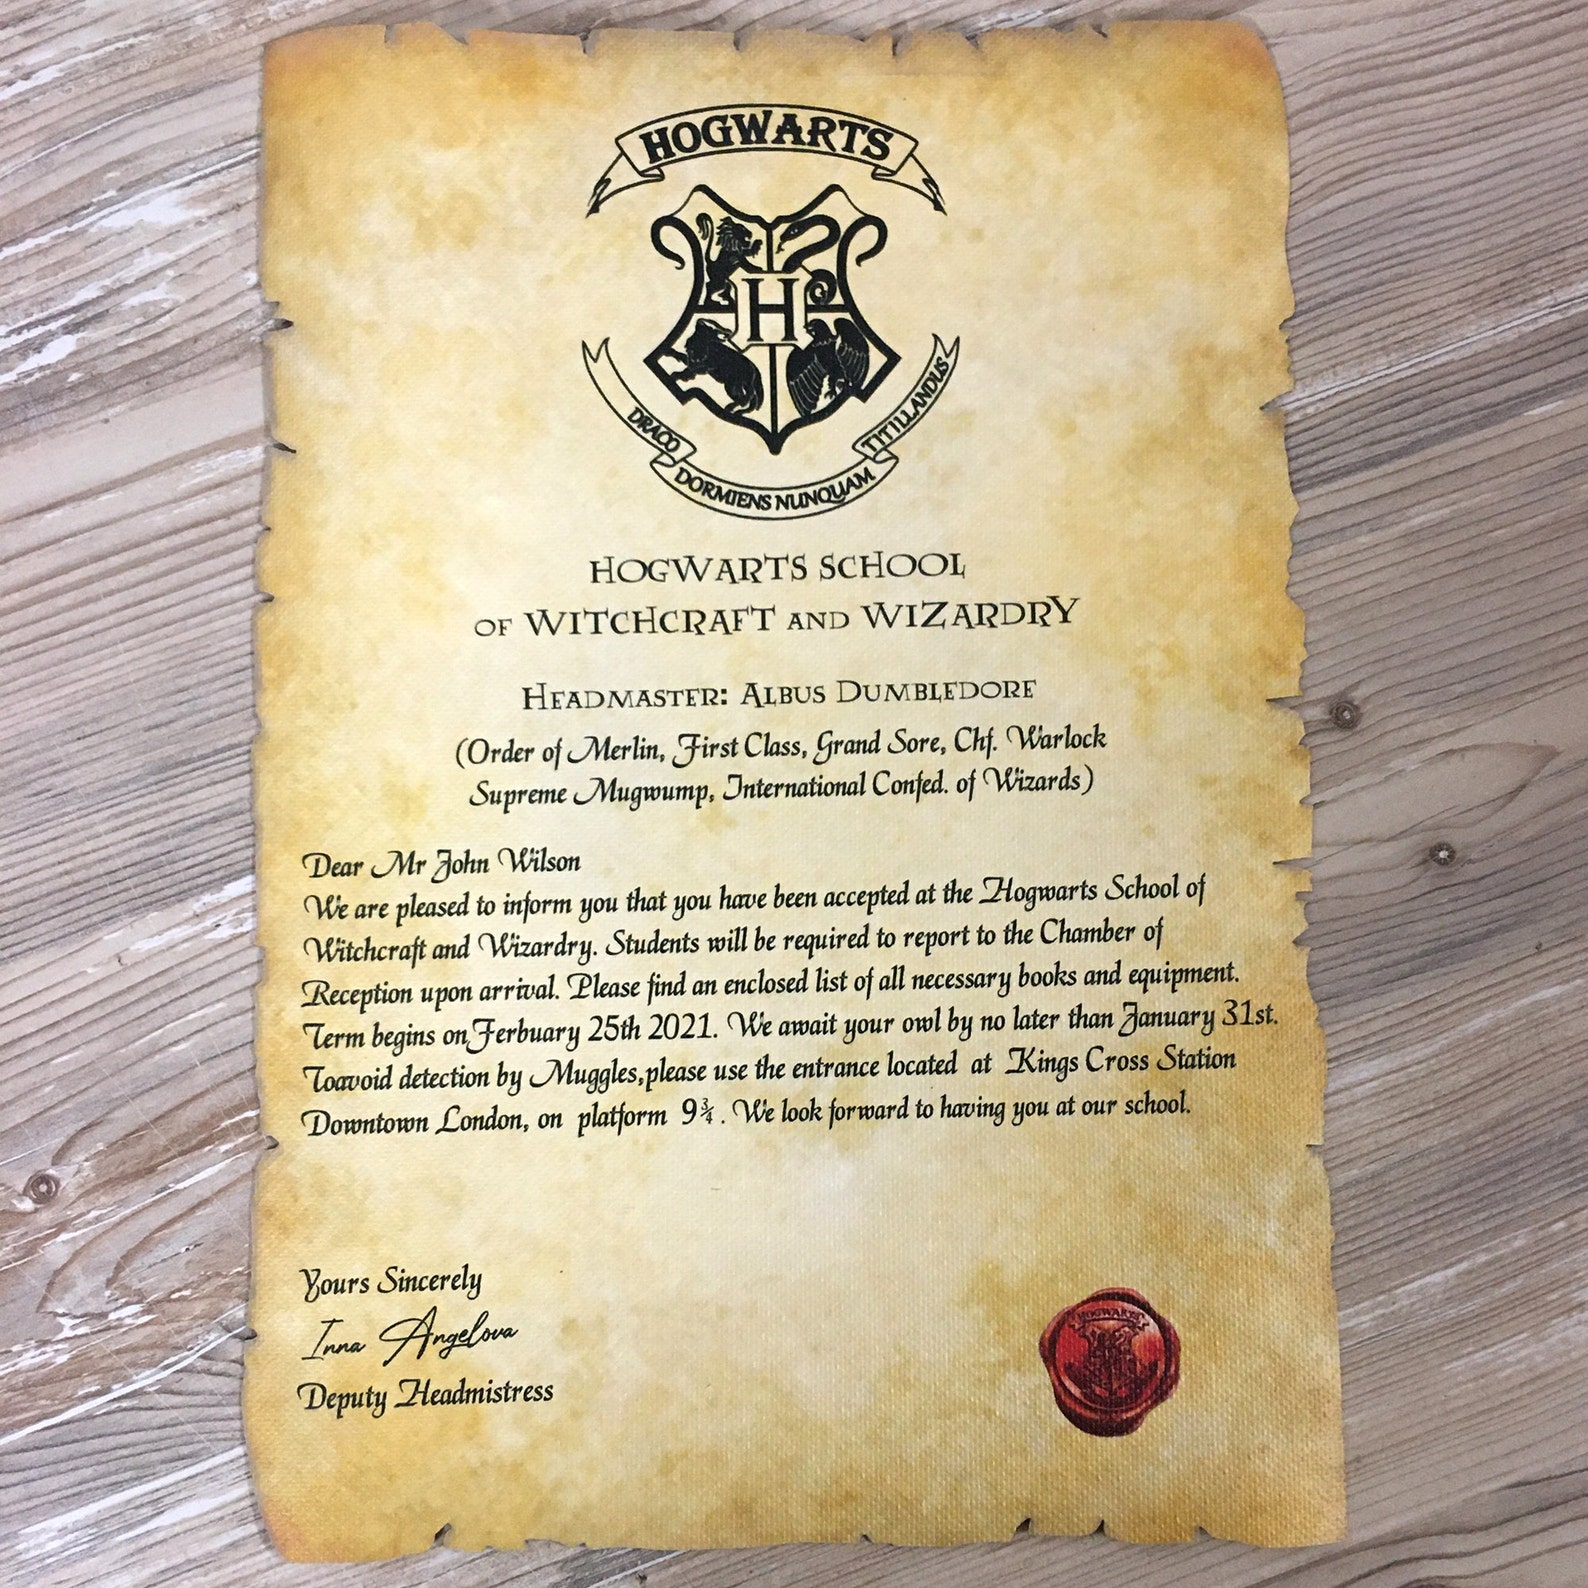 HOGWARTS
H
DRACO
DORMIENS NUNQUAM
TITILLANDUS
HOGWARTS SCHOOL
OF WITCHCRAFT AND WIZARDRY
HEADMASTER: ALBUS DUMBLEDORE
(Order of Merlin, First Class, Grand Sore, Chf. Warlock
Supreme Mugwump, International Confed. of Wizards)
Dear Mr John Wilson
We are pleased to inform you that you have been accepted at the Hogwarts School of
Witchcraft and Wizardry. Students will be required to report to the Chamber of
Reception upon arrival. Please find an enclosed list of all necessary books and equipment.
Term begins on Ferbuary 25th 2021. We await your owl by no later than January 31st.
Toavoid detection by Muggles,please use the entrance located at Kings Cross Station
Downtown London, on platform 9¾. We look forward to having you at our school.
Yours Sincerely
Inna Angelova
Deputy Headmistress
HOGWARTS